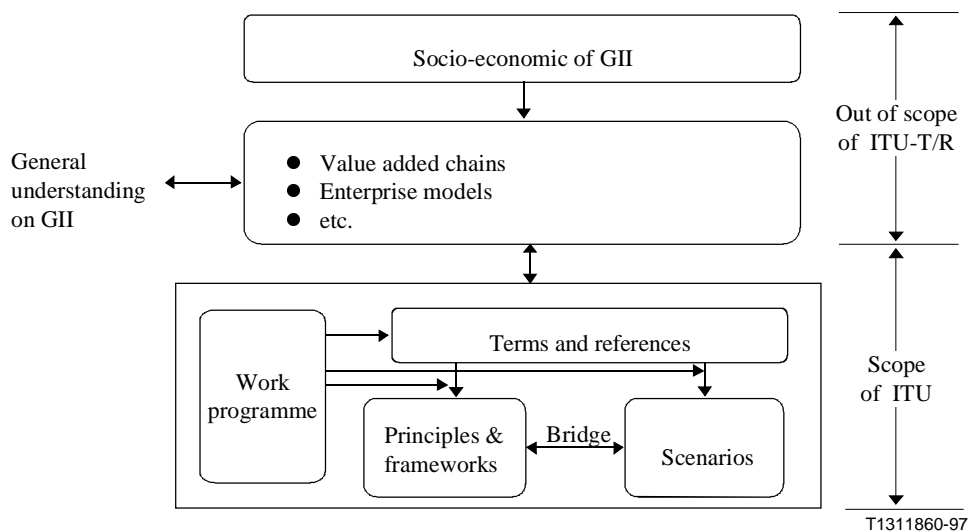 Socio-economic of GII
Out of scope
of ITU-T/R
General
understanding
on GII
● Value added chains
● Enterprise models
● etc.
Work
programme
Terms and references
Scope
of ITU
Principles &
frameworks
Bridge
Scenarios
T1311860-97